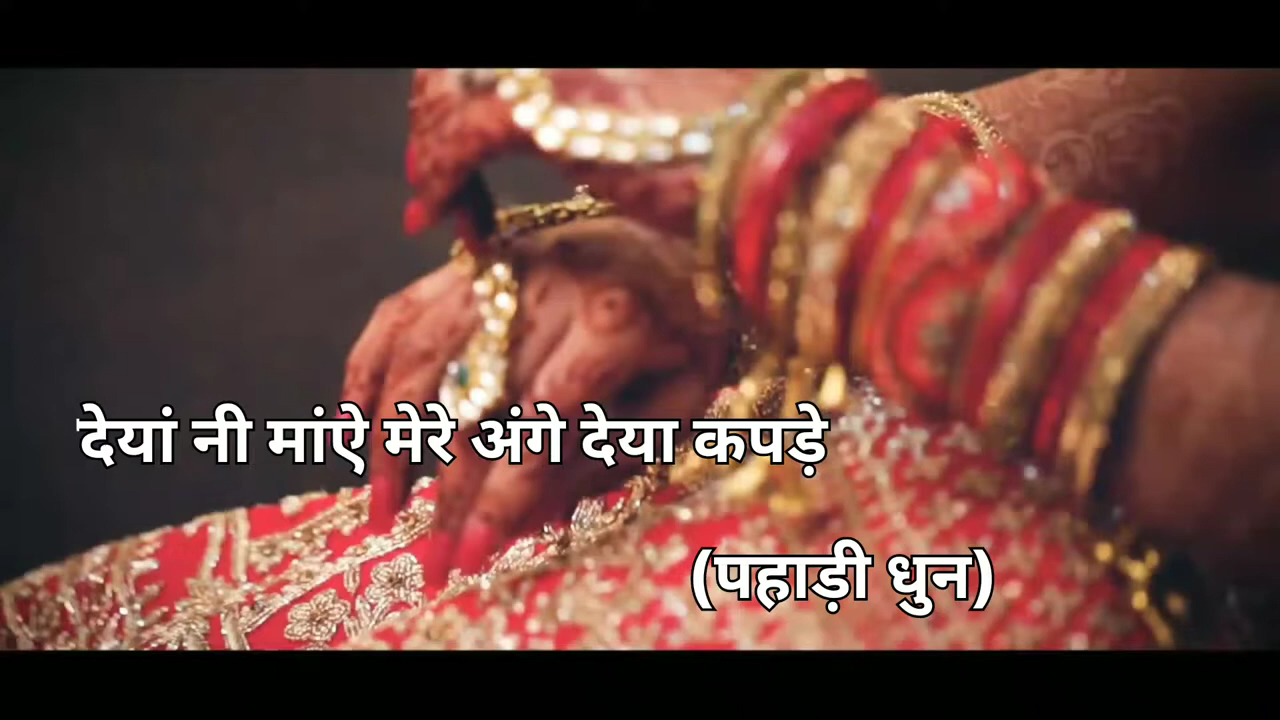 देयां नी मांऐ मेरे अंगे देया कपड़े
(पहाड़ी धुन)